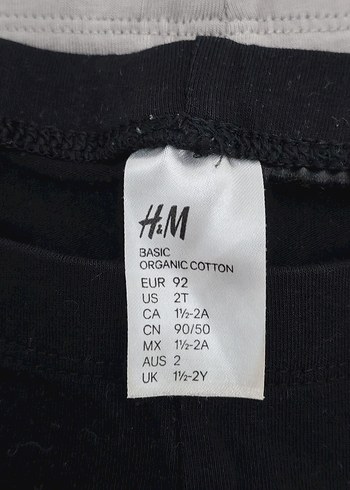 H&M
BASIC
ORGANIC COTTON
EUR 92
US 2T
CA 1½-2A
CN 90/50
MX 1½-2A
AUS 2
UK 1½-2Y